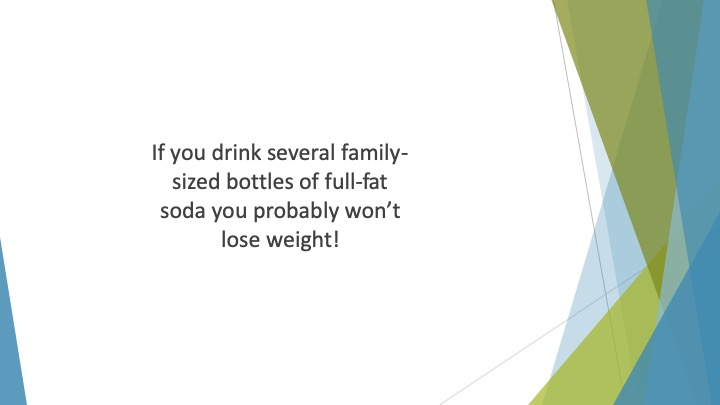 If you drink several family-
sized bottles of full-fat
soda you probably won’t
lose weight!